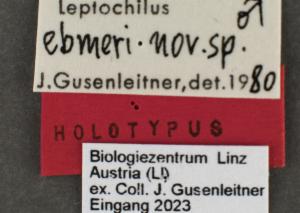 Leptochilus ♂
ebmeri. nov. sp.
J. Gusenleitner, det. 1980
HOLOTYPUS
Biologiezentrum Linz
Austria (LI)
ex. Coll. J. Gusenleitner
Eingang 2023